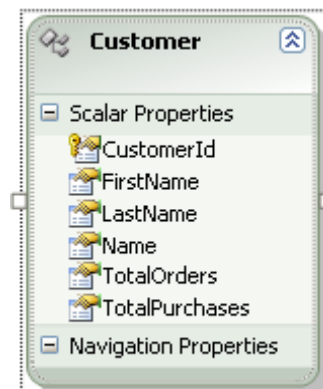 Customer
Scalar Properties
CustomerId
FirstName
LastName
Name
TotalOrders
TotalPurchases
Navigation Properties